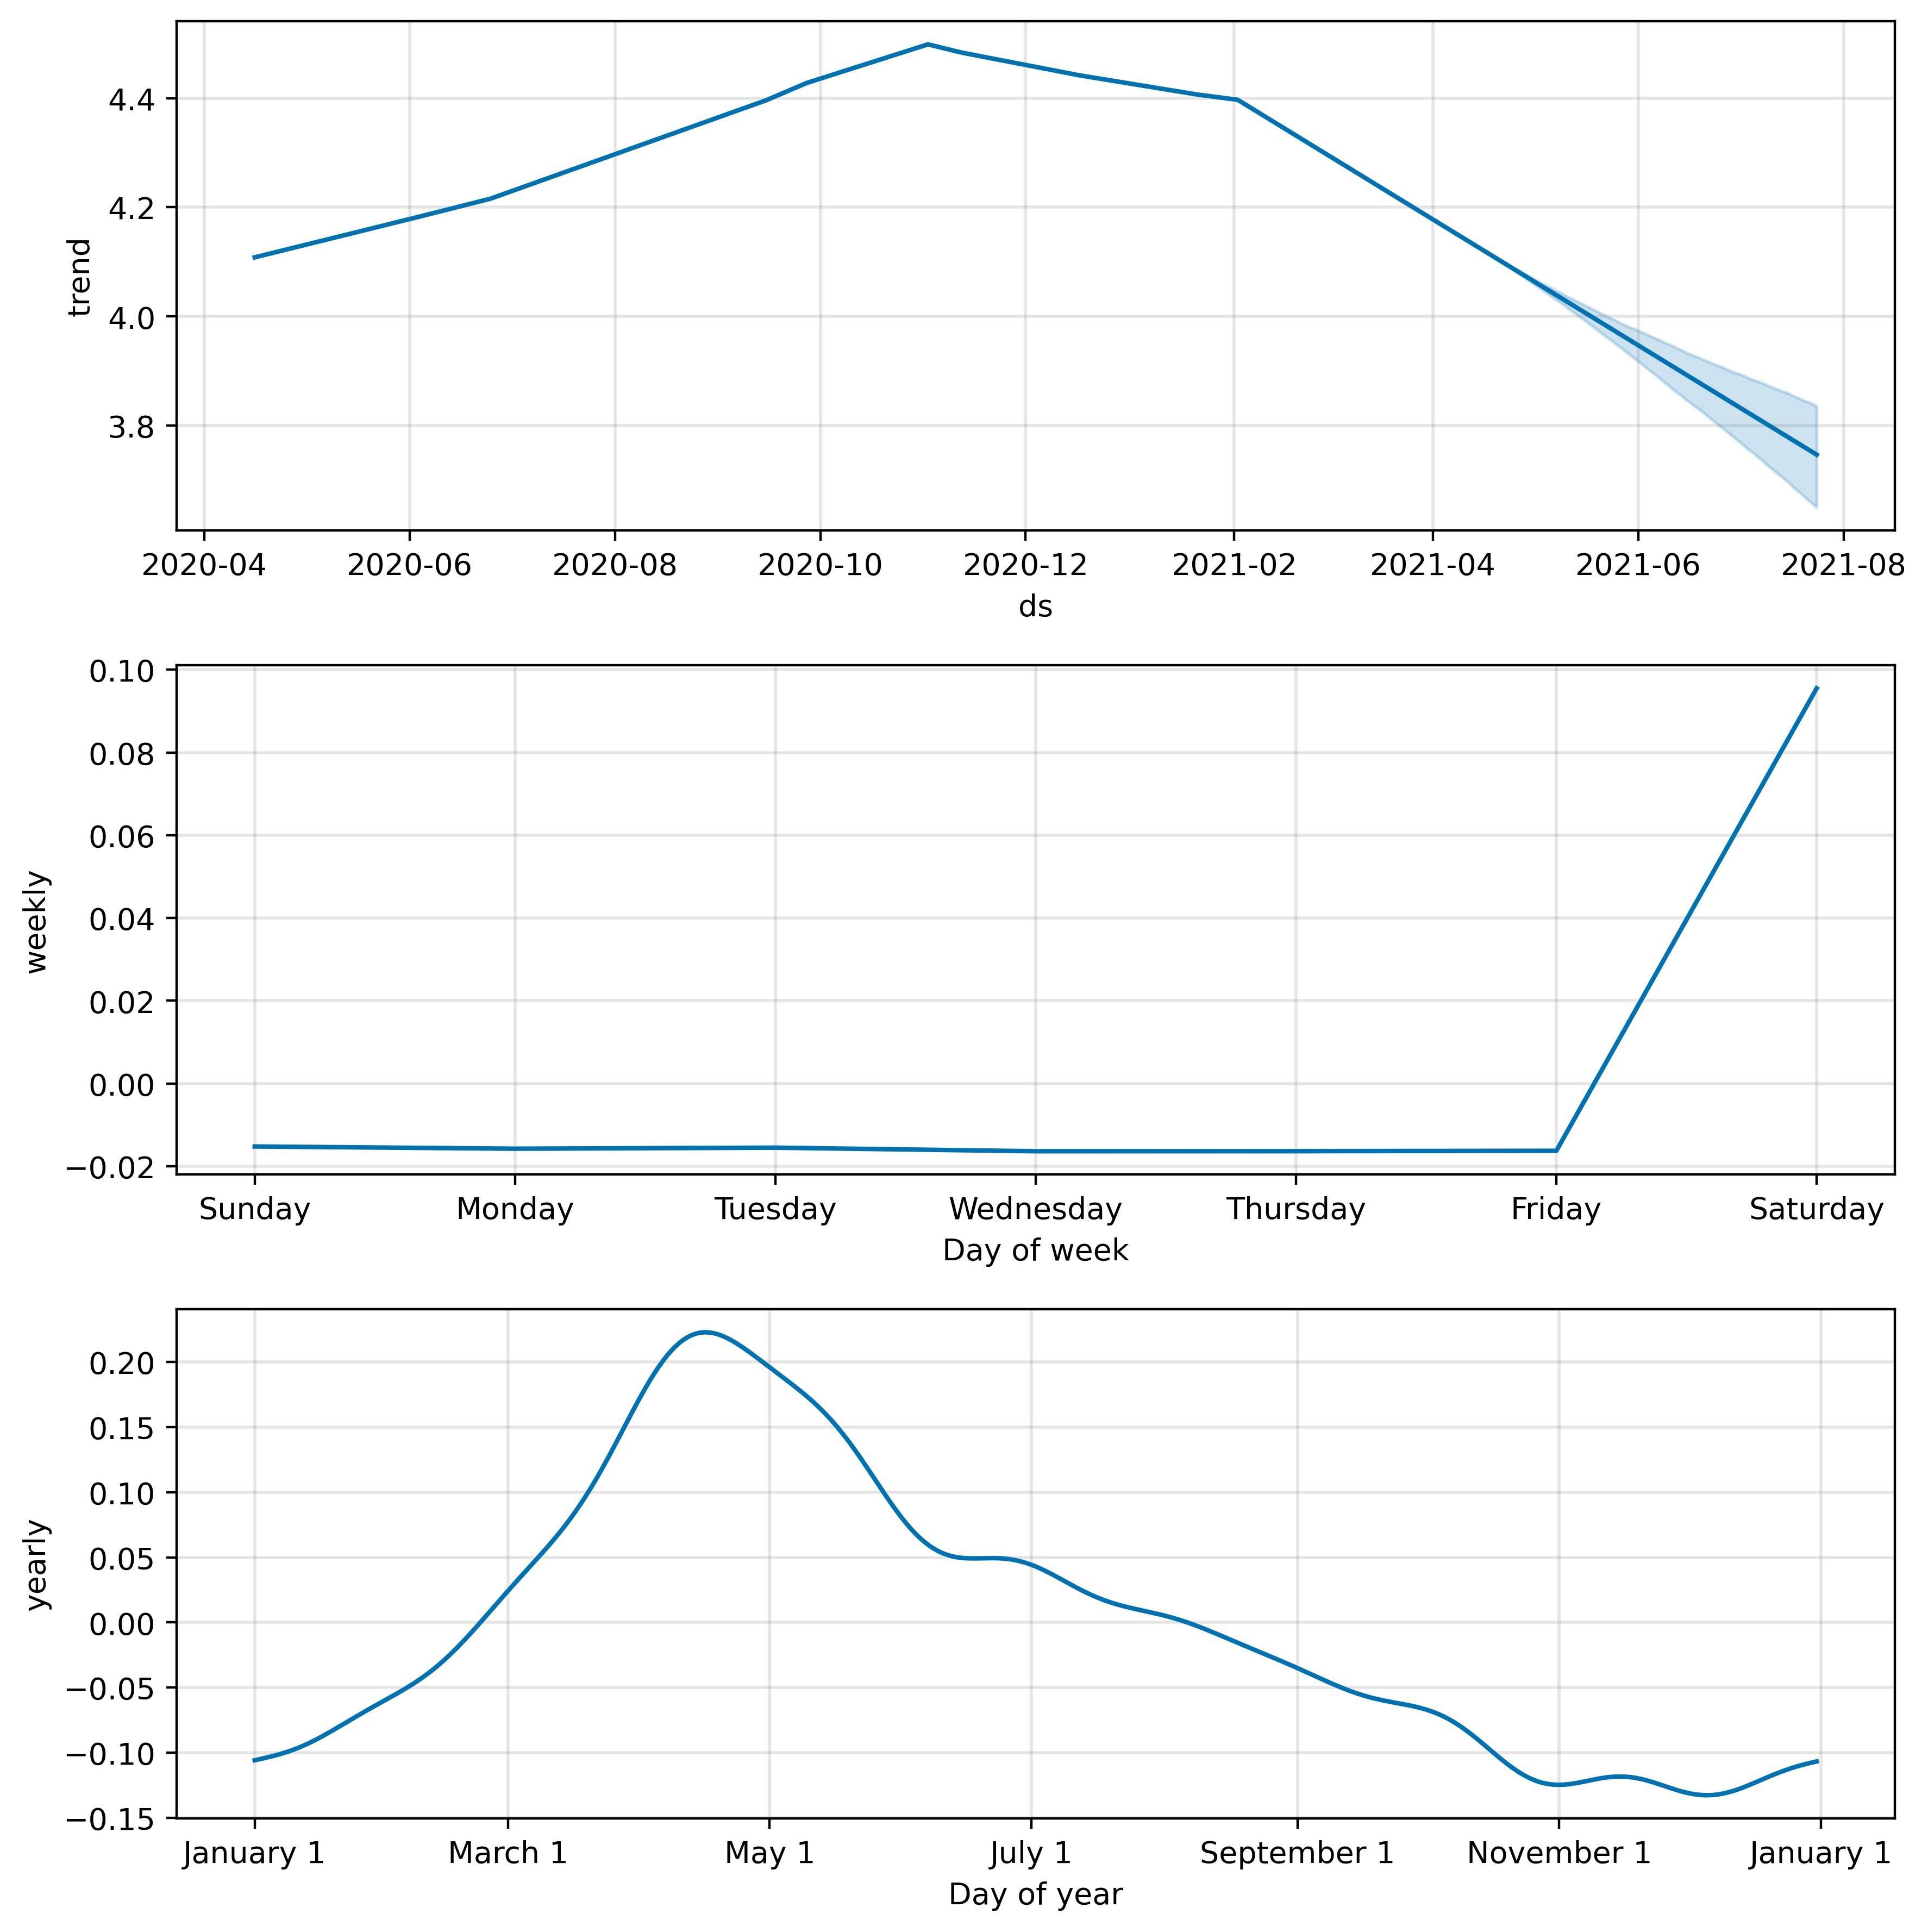 4.4
4.2
4.0
3.8
trend
2020-04 2020-06 2020-08 2020-10 2020-12 2021-02 2021-04 2021-06 2021-08
ds
0.10
0.08
0.06
0.04
0.02
0.00
−0.02
weekly
Sunday Monday Tuesday Wednesday Thursday Friday Saturday
Day of week
0.20
0.15
0.10
0.05
0.00
−0.05
−0.10
−0.15
yearly
January 1 March 1 May 1 July 1 September 1 November 1 January 1
Day of year